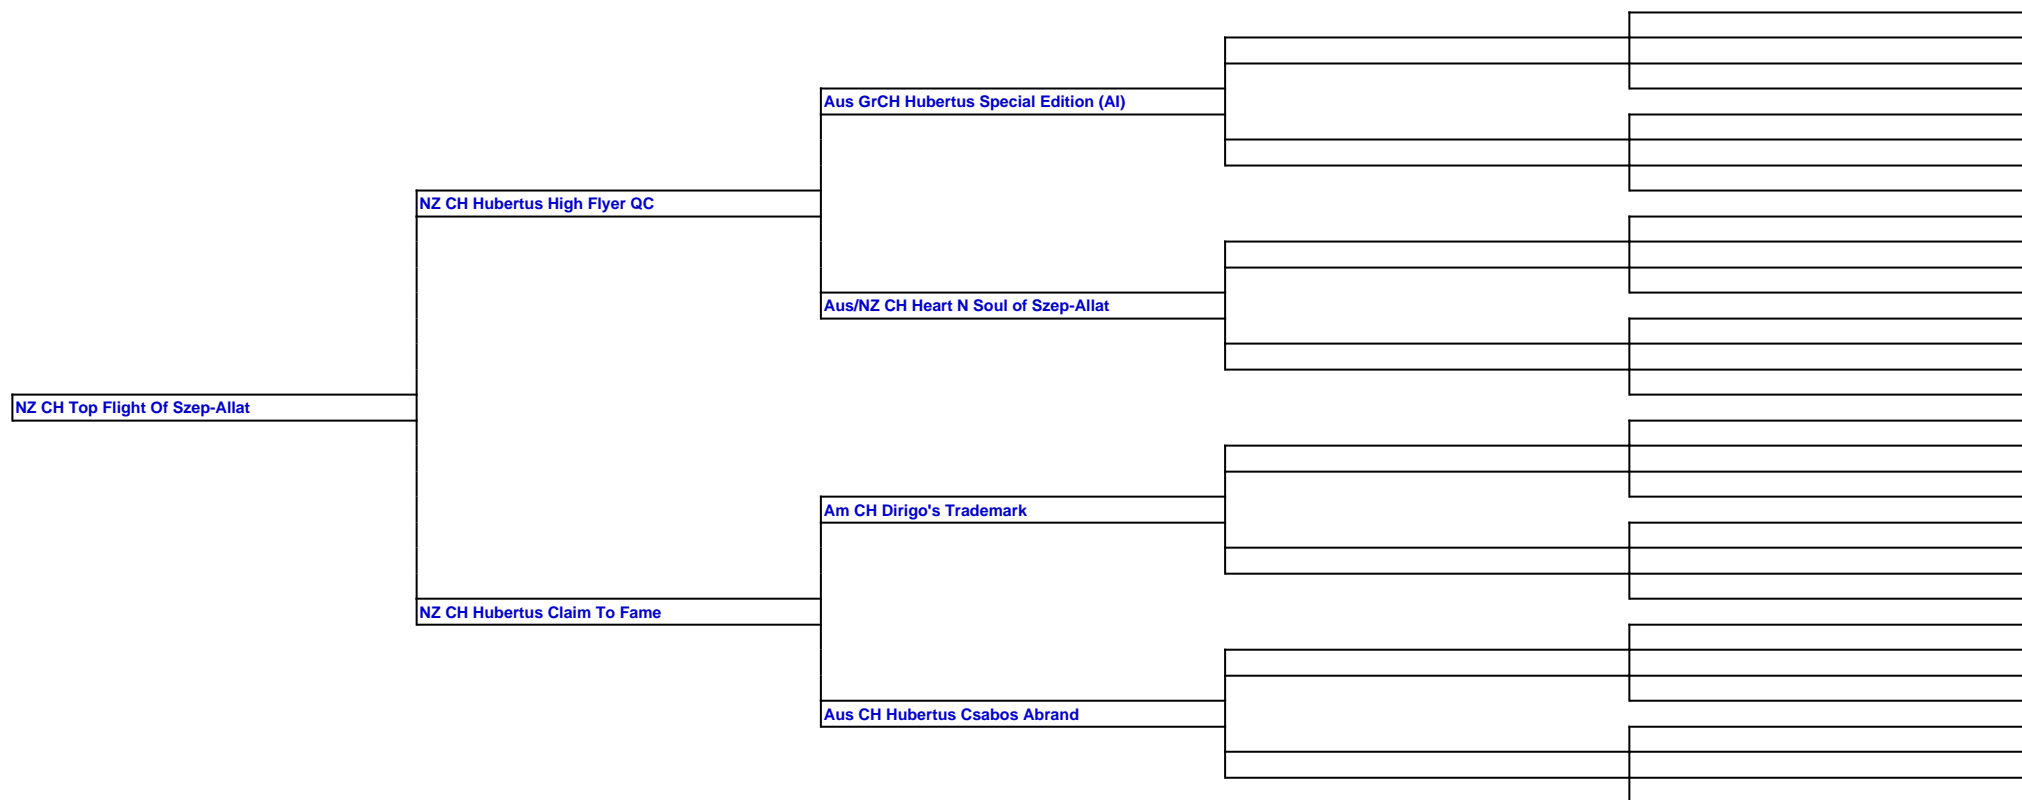 Aus GrCH Hubertus Special Edition (AI)
NZ CH Hubertus High Flyer QC
Aus/NZ CH Heart N Soul of Szep-Allat
NZ CH Top Flight Of Szep-Allat
Am CH Dirigo's Trademark
NZ CH Hubertus Claim To Fame
Aus CH Hubertus Csabos Abrand